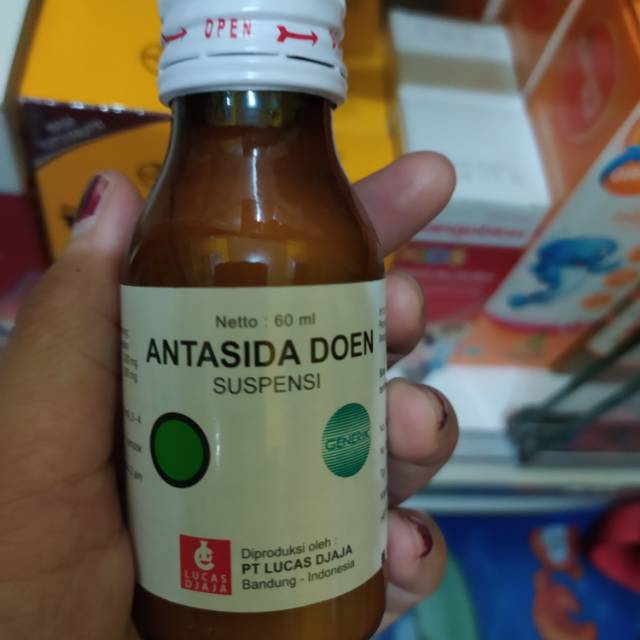 OPEN
Netto : 60 ml
ANTASIDA DOEN
SUSPENSI
GENERIK
LUCAS
DJAJA
Diproduksi oleh :
PT LUCAS DJAJA
Bandung - Indonesia